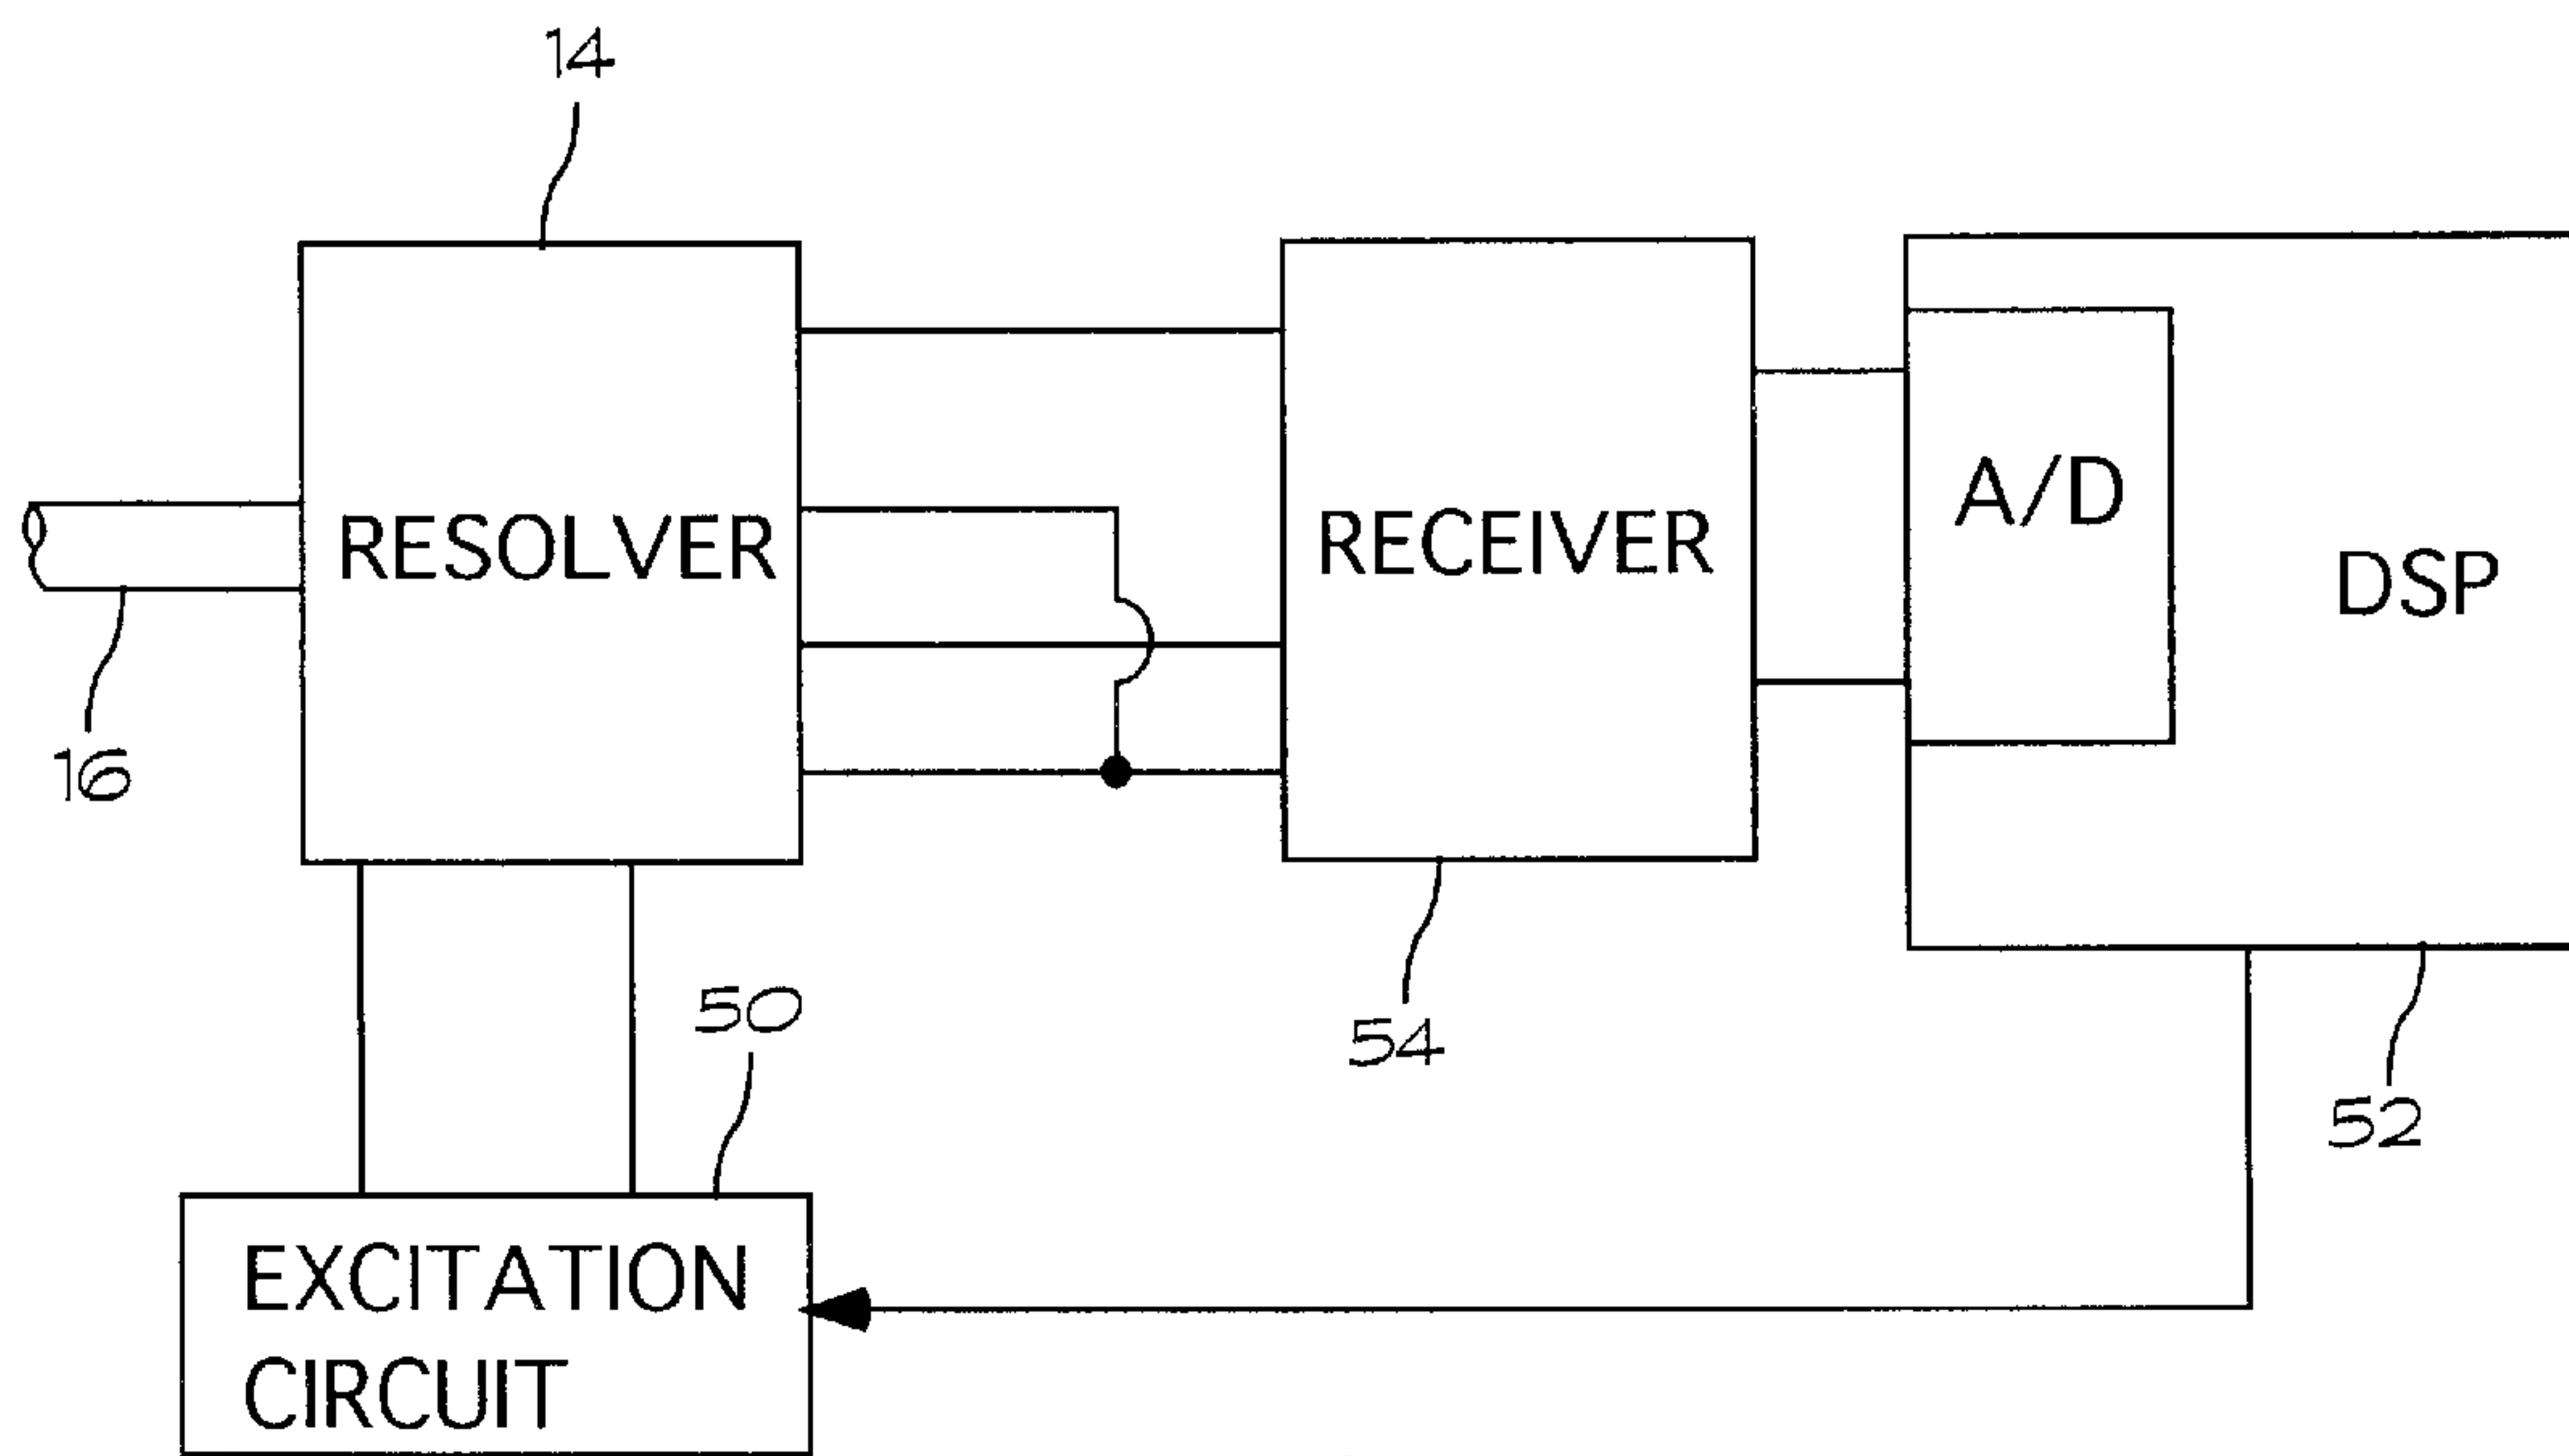 14
RESOLVER
RECEIVER
A/D
DSP
16
50
54
52
EXCITATION
CIRCUIT